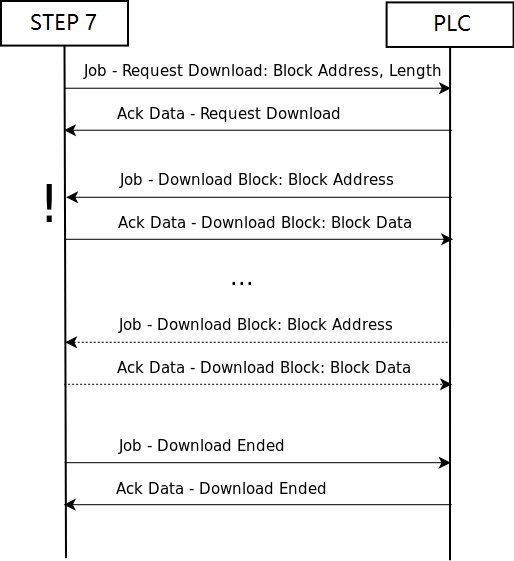 STEP 7
PLC
Job - Request Download: Block Address, Length
Ack Data - Request Download
Job - Download Block: Block Address
!
Ack Data - Download Block: Block Data
...
Job - Download Block: Block Address
Ack Data - Download Block: Block Data
Job - Download Ended
Ack Data - Download Ended